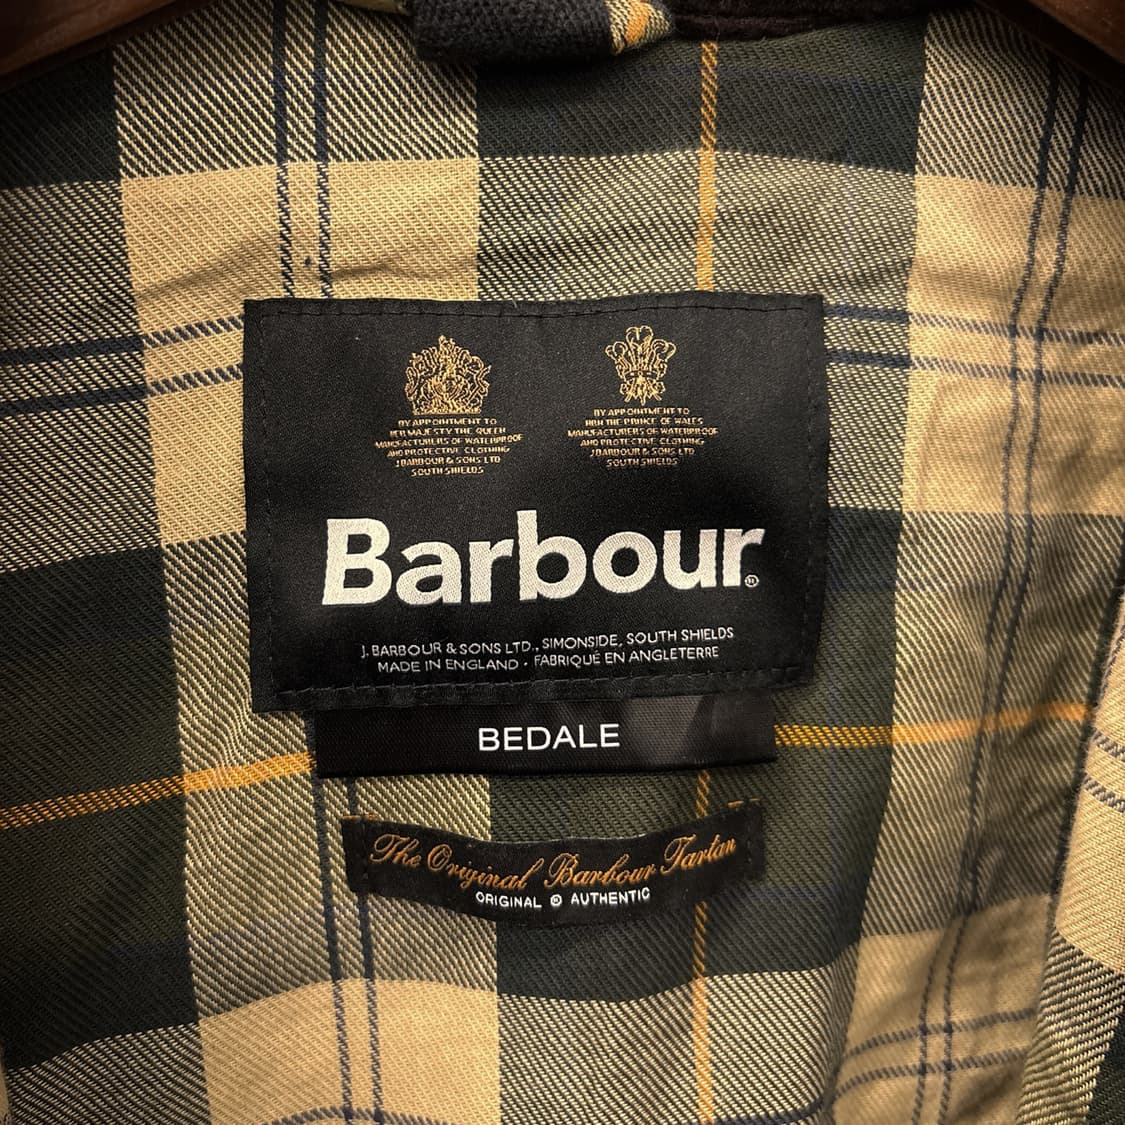 BY APPOINTMENT TO
HER MAJESTY THE QUEEN
MANUFACTURERS OF WATERPROOF
AND PROTECTIVE CLOTHING
J BARBOUR & SONS LTD
SOUTH SHIELDS
BY APPOINTMENT TO
HRH THE PRINCE OF WALES
MANUFACTURERS OF WATERPROOF
AND PROTECTIVE CLOTHING
J BARBOUR & SONS LTD
SOUTH SHIELDS
Barbour®
J. BARBOUR & SONS LTD., SIMONSIDE, SOUTH SHIELDS
MADE IN ENGLAND · FABRIQUÉ EN ANGLETERRE
BEDALE
The Original Barbour Tartan
ORIGINAL & AUTHENTIC